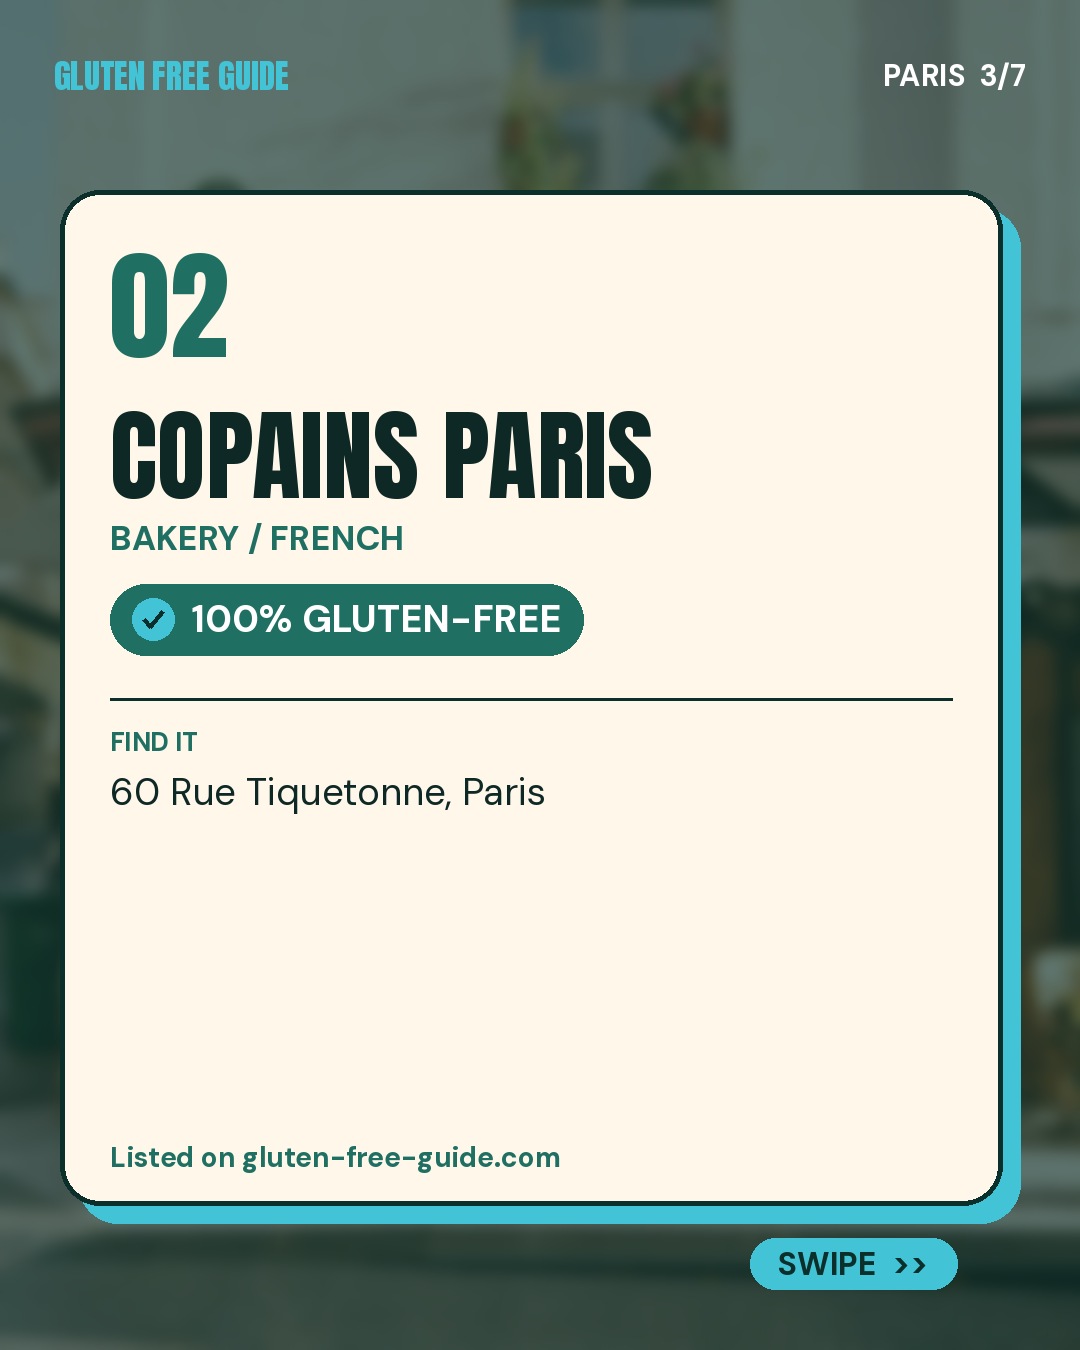 GLUTEN FREE GUIDE
PARIS 3/7
02
COPAINS PARIS
BAKERY / FRENCH
100% GLUTEN-FREE
FIND IT
60 Rue Tiquetonne, Paris
Listed on gluten-free-guide.com
SWIPE >>